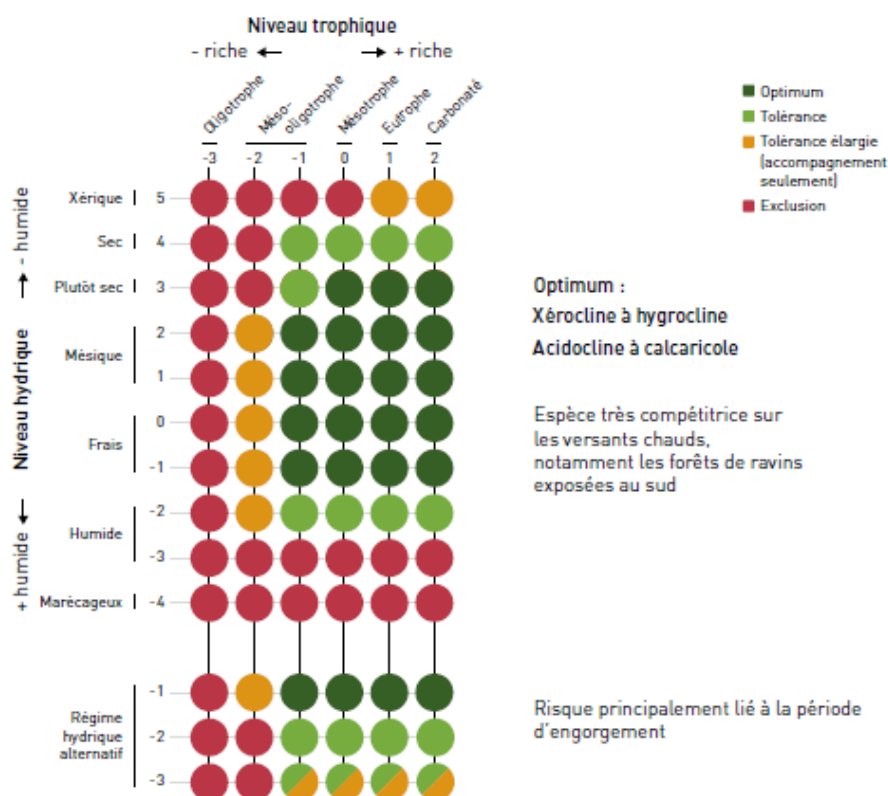 Niveau trophique
- riche ← → + riche
Oligotrophe
Méso-
oligotrophe
Mésotrophe
Eutrophe
Carbonaté
-3 -2 -1 0 1 2
Optimum
Tolérance
Tolérance élargie
(accompagnement
seulement)
Exclusion
Niveau hydrique
→ - humide
+ humide ←
Xérique 5
Sec 4
Plutôt sec 3
Mésique
2
1
Frais
0
-1
Humide
-2
-3
Marécageux -4
Régime
hydrique
alternatif
-1
-2
-3
Optimum :
Xérocline à hygrocline
Acidocline à calcaricole
Espèce très compétitrice sur
les versants chauds,
notamment les forêts de ravins
exposées au sud
Risque principalement lié à la période
d'engorgement